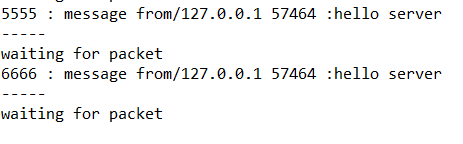 5555 : message from/127.0.0.1 57464 :hello server
-----
waiting for packet
6666 : message from/127.0.0.1 57464 :hello server
-----
waiting for packet